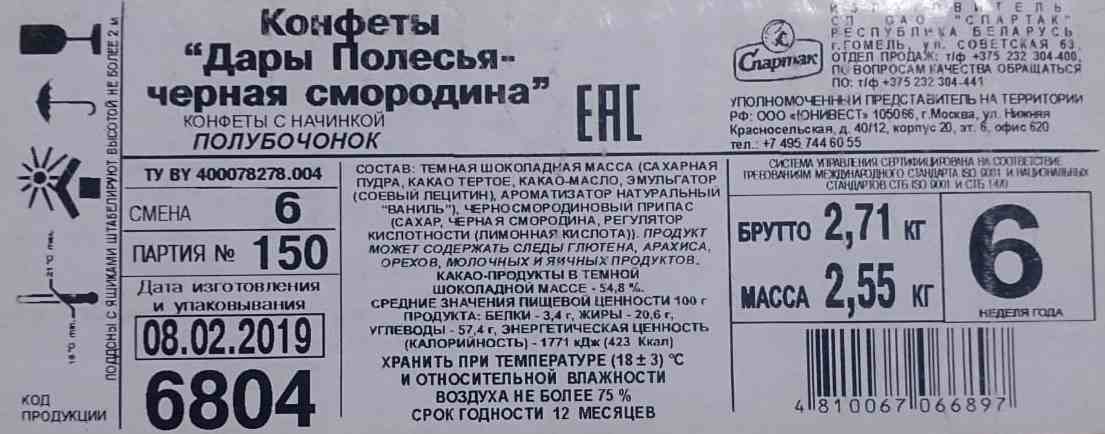 Конфеты
"Дары Полесья-
черная смородина"
КОНФЕТЫ С НАЧИНКОЙ
ПОЛУБОЧОНОК
EAC
Спартак
ИЗГОТОВИТЕЛЬ
СП ОАО "СПАРТАК"
РЕСПУБЛИКА БЕЛАРУСЬ
г.ГОМЕЛЬ, ул. СОВЕТСКАЯ 63,
ОТДЕЛ ПРОДАЖ: т/ф +375 232 304-400,
ПО ВОПРОСАМ КАЧЕСТВА ОБРАЩАТЬСЯ
ПО: т/ф +375 232 304-441
УПОЛНОМОЧЕННЫЙ ПРЕДСТАВИТЕЛЬ НА ТЕРРИТОРИИ
РФ: ООО «ЮНИВЕСТ» 105066, г.Москва, ул. Нижняя
Красносельская, д. 40/12, корпус 20, эт. 6, офис 620
тел.: +7 495 744 60 55
ПОДДОНЫ С ЯЩИКАМИ ШТАБЕЛИРУЮТ ВЫСОТОЙ НЕ БОЛЕЕ 2 м
21 °C max.
15 °C min.
КОД
ПРОДУКЦИИ
ТУ BY 400078278.004
СМЕНА 6
ПАРТИЯ № 150
Дата изготовления
и упаковывания
08.02.2019
6804
СОСТАВ: ТЕМНАЯ ШОКОЛАДНАЯ МАССА (САХАРНАЯ
ПУДРА, КАКАО ТЕРТОЕ, КАКАО-МАСЛО, ЭМУЛЬГАТОР
(СОЕВЫЙ ЛЕЦИТИН), АРОМАТИЗАТОР НАТУРАЛЬНЫЙ
"ВАНИЛЬ"), ЧЕРНОСМОРОДИНОВЫЙ ПРИПАС
(САХАР, ЧЕРНАЯ СМОРОДИНА, РЕГУЛЯТОР
КИСЛОТНОСТИ (ЛИМОННАЯ КИСЛОТА)). ПРОДУКТ
МОЖЕТ СОДЕРЖАТЬ СЛЕДЫ ГЛЮТЕНА, АРАХИСА,
ОРЕХОВ, МОЛОЧНЫХ И ЯИЧНЫХ ПРОДУКТОВ.
КАКАО-ПРОДУКТЫ В ТЕМНОЙ
ШОКОЛАДНОЙ МАССЕ - 54,8 %.
СРЕДНИЕ ЗНАЧЕНИЯ ПИЩЕВОЙ ЦЕННОСТИ 100 г
ПРОДУКТА: БЕЛКИ - 3,4 г, ЖИРЫ - 20,6 г,
УГЛЕВОДЫ - 57,4 г, ЭНЕРГЕТИЧЕСКАЯ ЦЕННОСТЬ
(КАЛОРИЙНОСТЬ) - 1771 кДж (423 Ккал)
ХРАНИТЬ ПРИ ТЕМПЕРАТУРЕ (18 ± 3) °C
И ОТНОСИТЕЛЬНОЙ ВЛАЖНОСТИ
ВОЗДУХА НЕ БОЛЕЕ 75 %
СРОК ГОДНОСТИ 12 МЕСЯЦЕВ
СИСТЕМА УПРАВЛЕНИЯ СЕРТИФИЦИРОВАНА НА СООТВЕТСТВИЕ
ТРЕБОВАНИЯМ МЕЖДУНАРОДНОГО СТАНДАРТА ISO 9001 И НАЦИОНАЛЬНЫХ
СТАНДАРТОВ СТБ ISO 9001 И СТБ 1470
БРУТТО 2,71 КГ
МАССА 2,55 КГ
6
НЕДЕЛЯ ГОДА
4 810067 066897